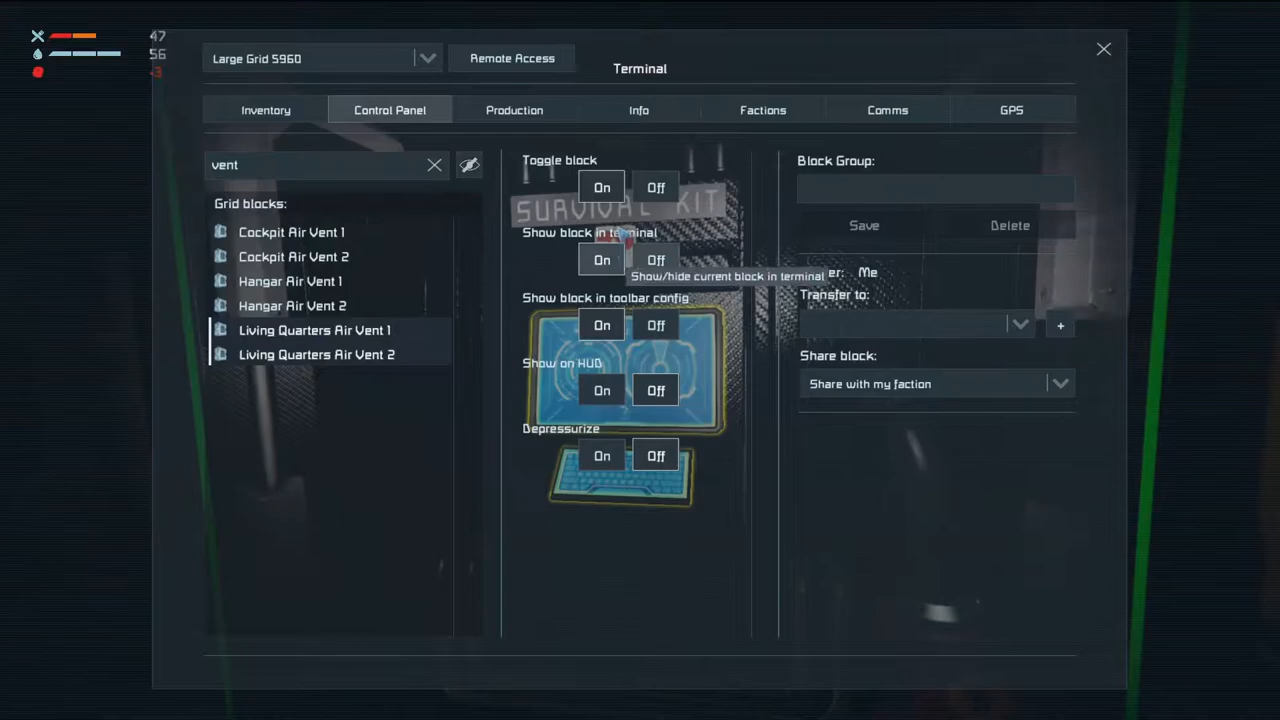 47
56
-3
Large Grid 5960
Remote Access
Terminal
Inventory
Control Panel
Production
Info
Factions
Comms
GPS
vent
Grid blocks:
Cockpit Air Vent 1
Cockpit Air Vent 2
Hangar Air Vent 1
Hangar Air Vent 2
Living Quarters Air Vent 1
Living Quarters Air Vent 2
Toggle block
On
Off
SURVIVAL KIT
Show block in terminal
On
Off
Show/hide current block in terminal
Show block in toolbar config
On
Off
Show on HUD
On
Off
Depressurize
On
Off
Block Group:
Save
Delete
er: Me
Transfer to:
+
Share block:
Share with my faction